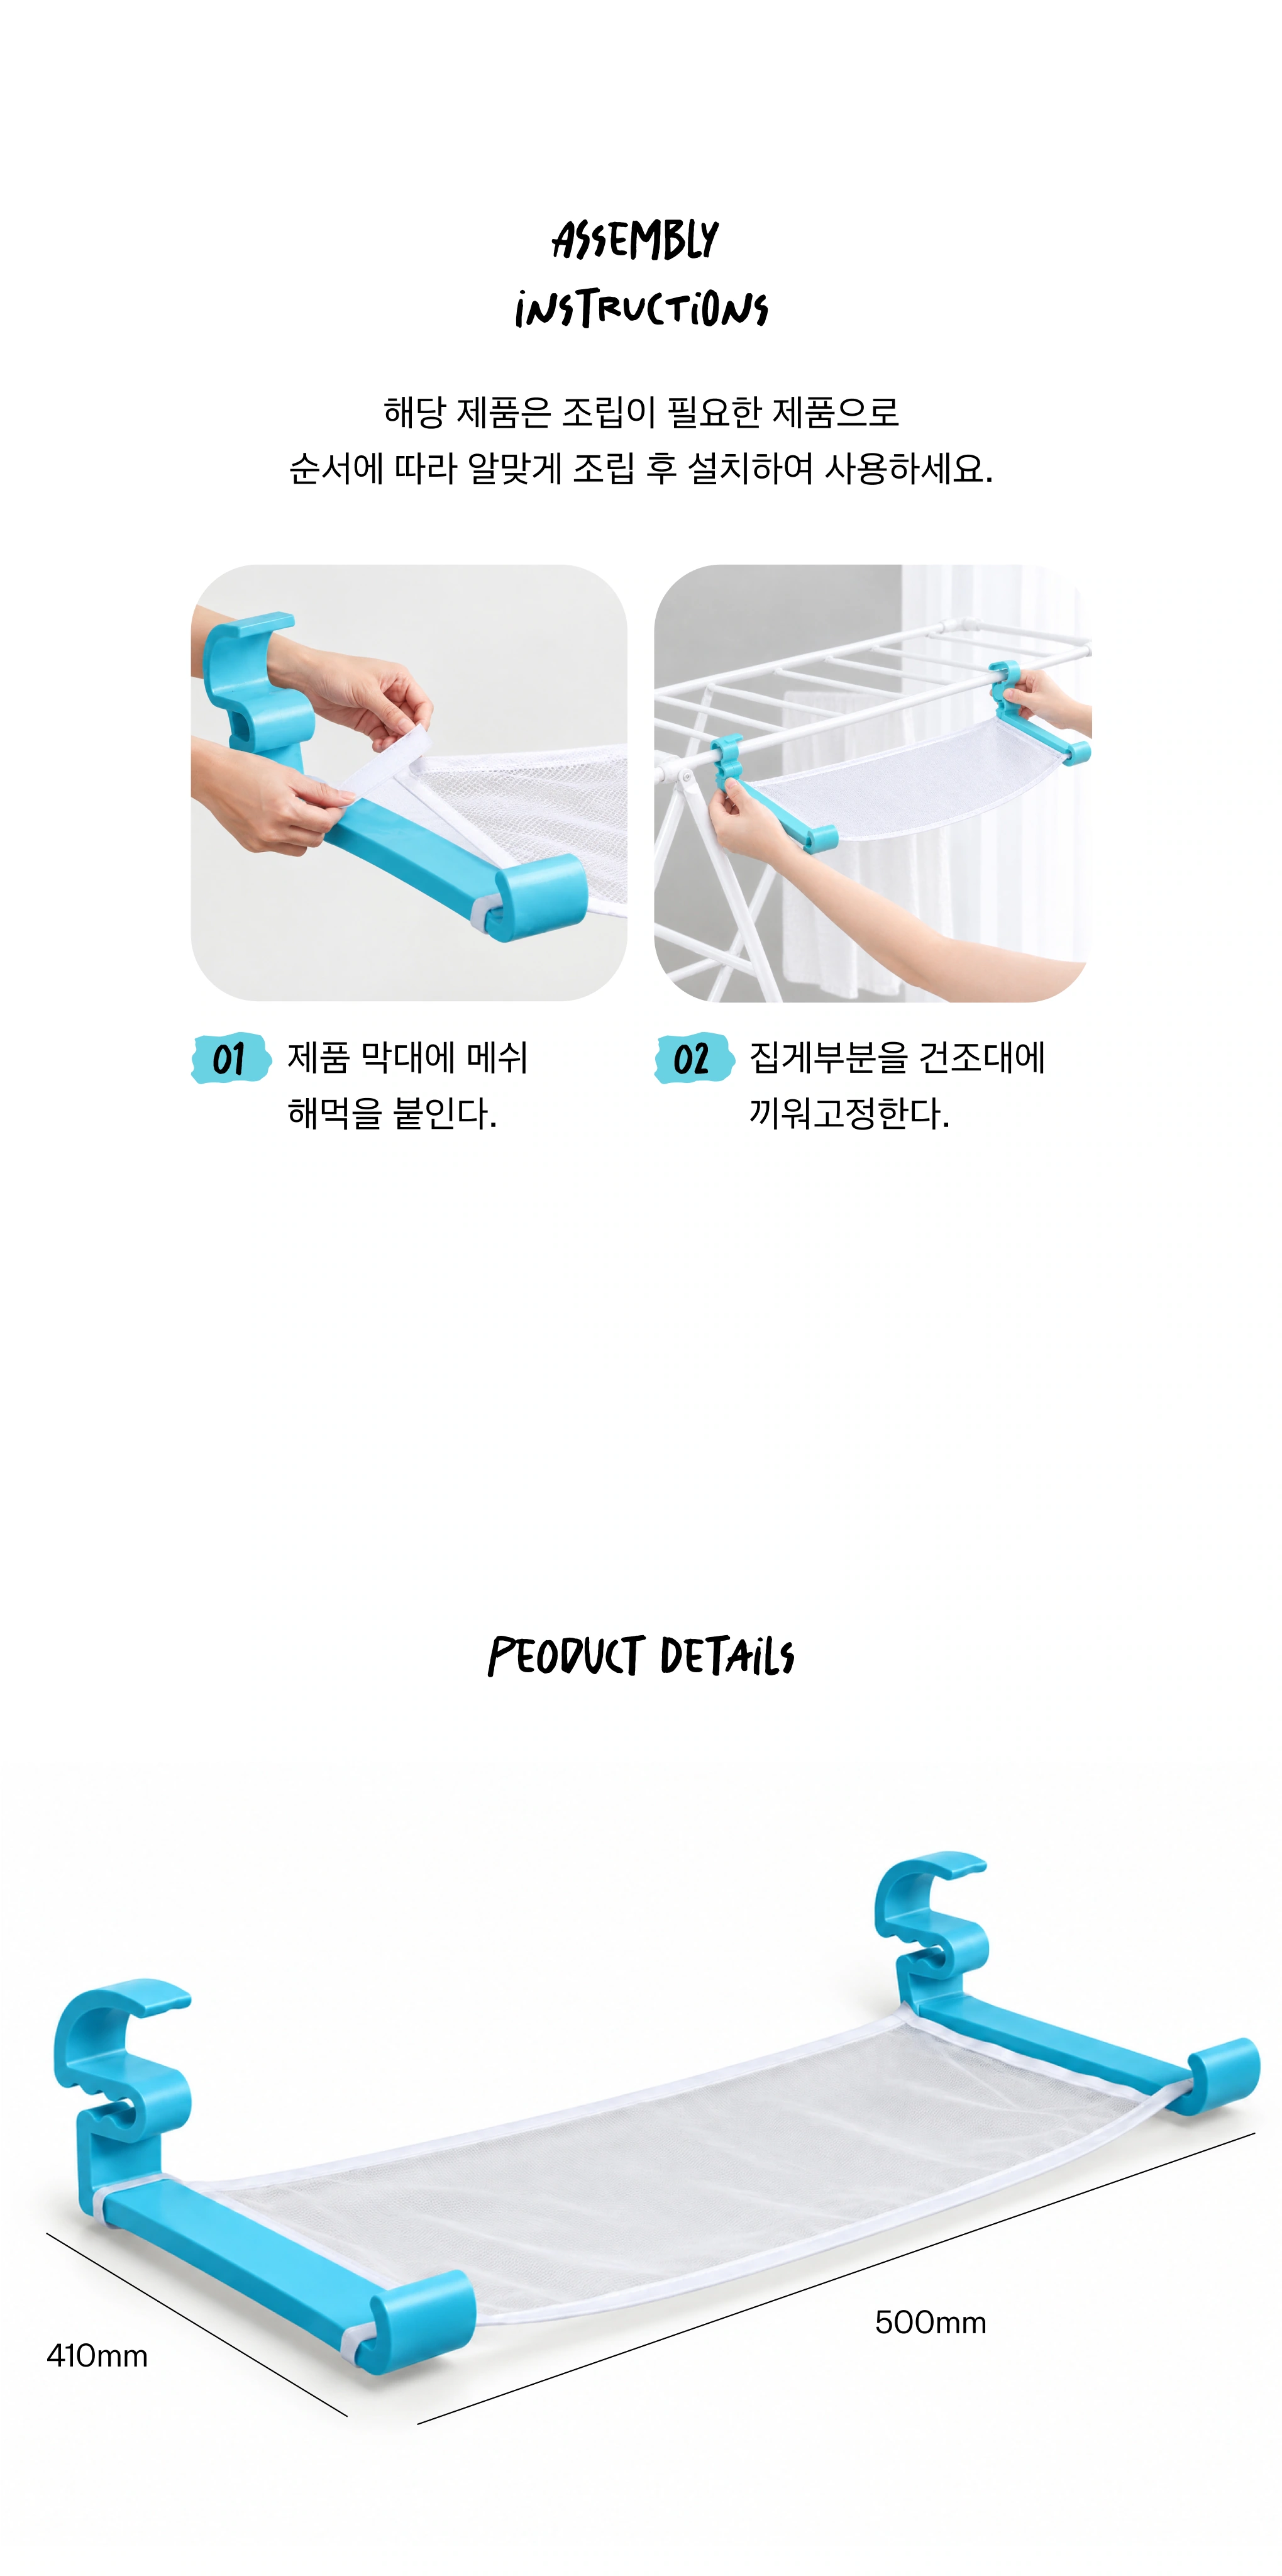 ASSEMBLY
iNSTRUCTiONS
해당 제품은 조립이 필요한 제품으로
순서에 따라 알맞게 조립 후 설치하여 사용하세요.
01 제품 막대에 메쉬
해먹을 붙인다.
02 집게부분을 건조대에
끼워고정한다.
PEODUCT DETAiLS
500mm
410mm